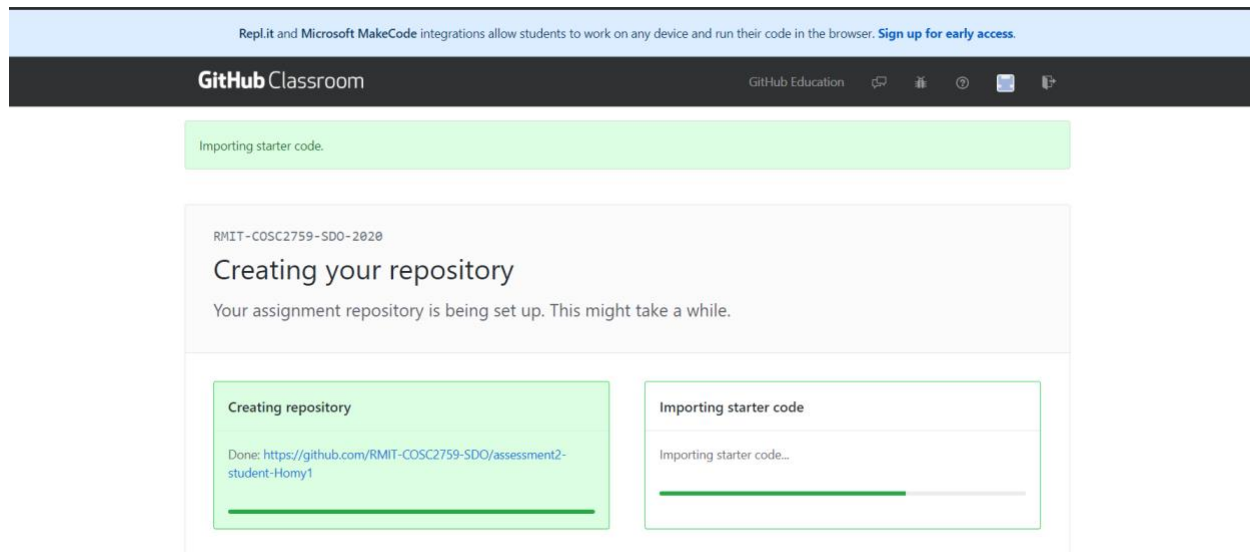 Repl.it and Microsoft MakeCode integrations allow students to work on any device and run their code in the browser. Sign up for early access.
GitHub Classroom
GitHub Education
Importing starter code.
RMIT-COSC2759-SDO-2020
Creating your repository
Your assignment repository is being set up. This might take a while.
Creating repository
Done: https://github.com/RMIT-COSC2759-SDO/assessment2-
student-Homy1
Importing starter code
Importing starter code...